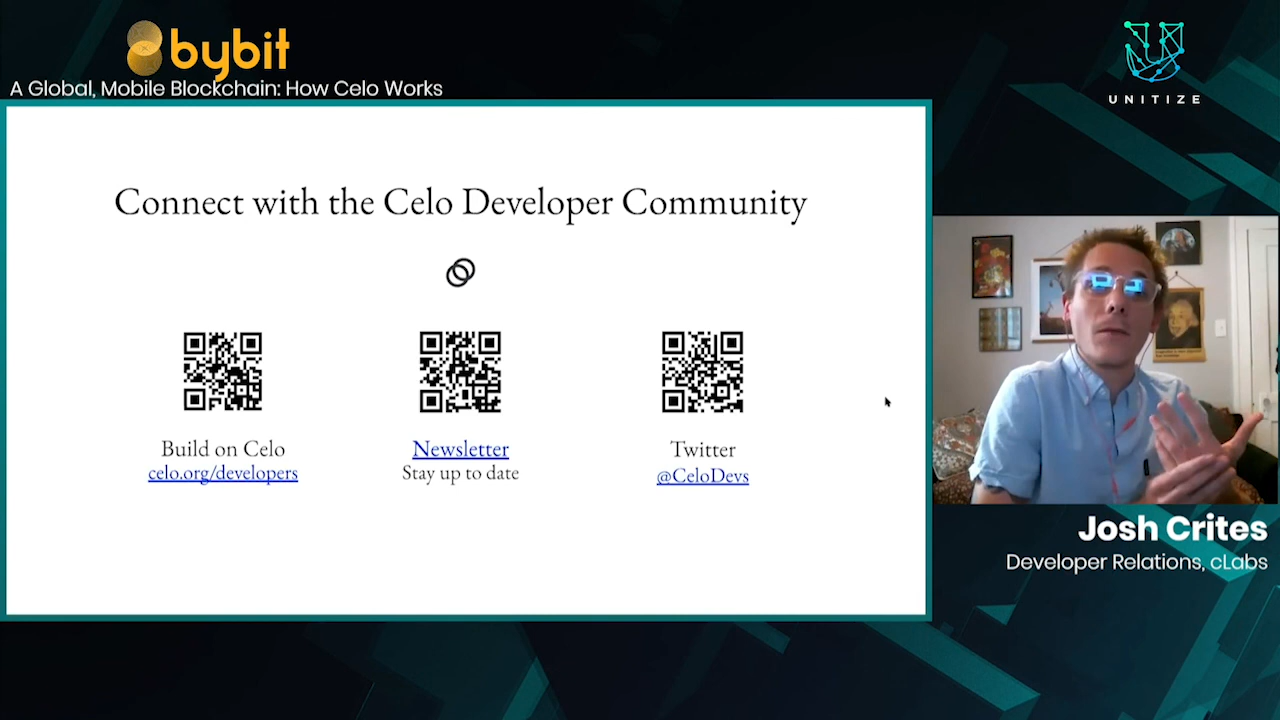 bybit
UNITIZE
A Global, Mobile Blockchain: How Celo Works
Connect with the Celo Developer Community
Build on Celo
celo.org/developers
Newsletter
Stay up to date
Twitter
@CeloDevs
Josh Crites
Developer Relations, cLabs